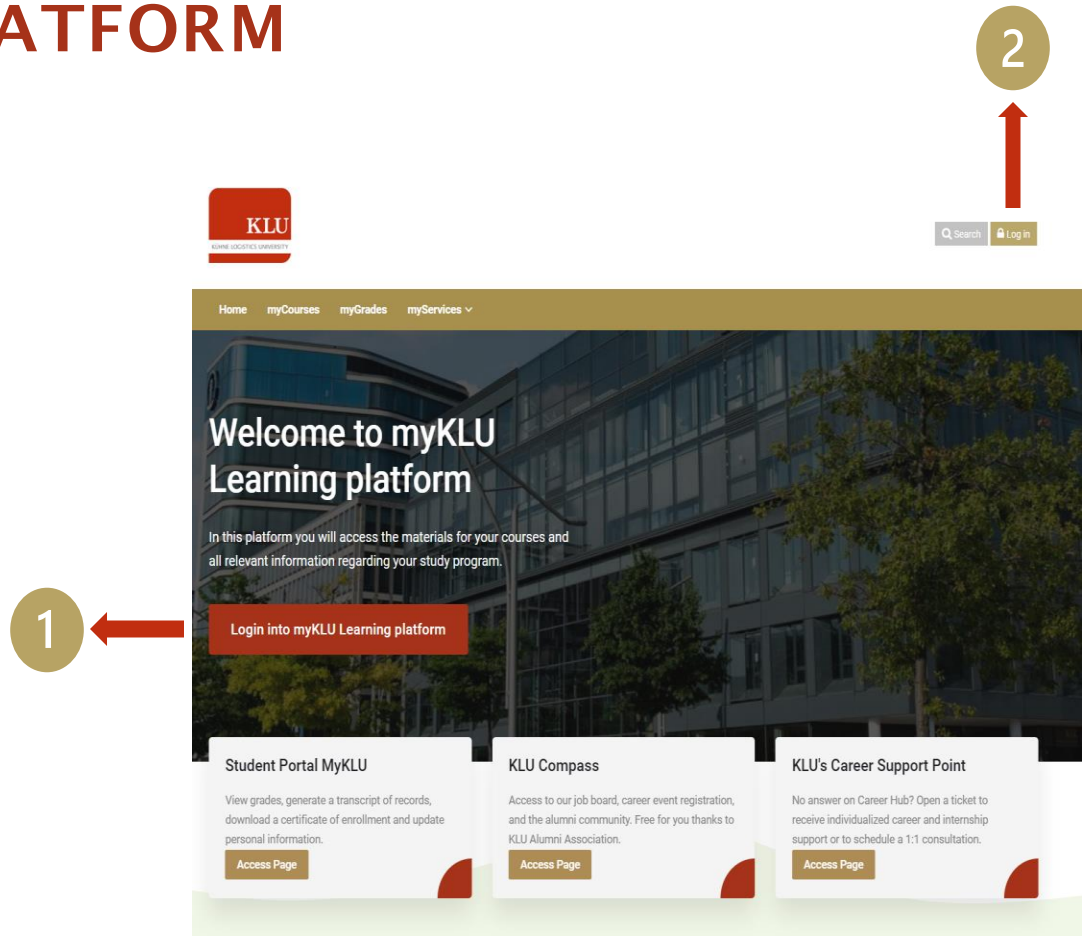 ATFORM
2
KLU
KÜHNE LOGISTICS UNIVERSITY
Search
Log in
Home myCourses myGrades myServices
Welcome to myKLU
Learning platform
In this platform you will access the materials for your courses and
all relevant information regarding your study program.
1
Login into myKLU Learning platform
Student Portal MyKLU
View grades, generate a transcript of records,
download a certificate of enrollment and update
personal information.
Access Page
KLU Compass
Access to our job board, career event registration,
and the alumni community. Free for you thanks to
KLU Alumni Association.
Access Page
KLU's Career Support Point
No answer on Career Hub? Open a ticket to
receive individualized career and internship
support or to schedule a 1:1 consultation.
Access Page